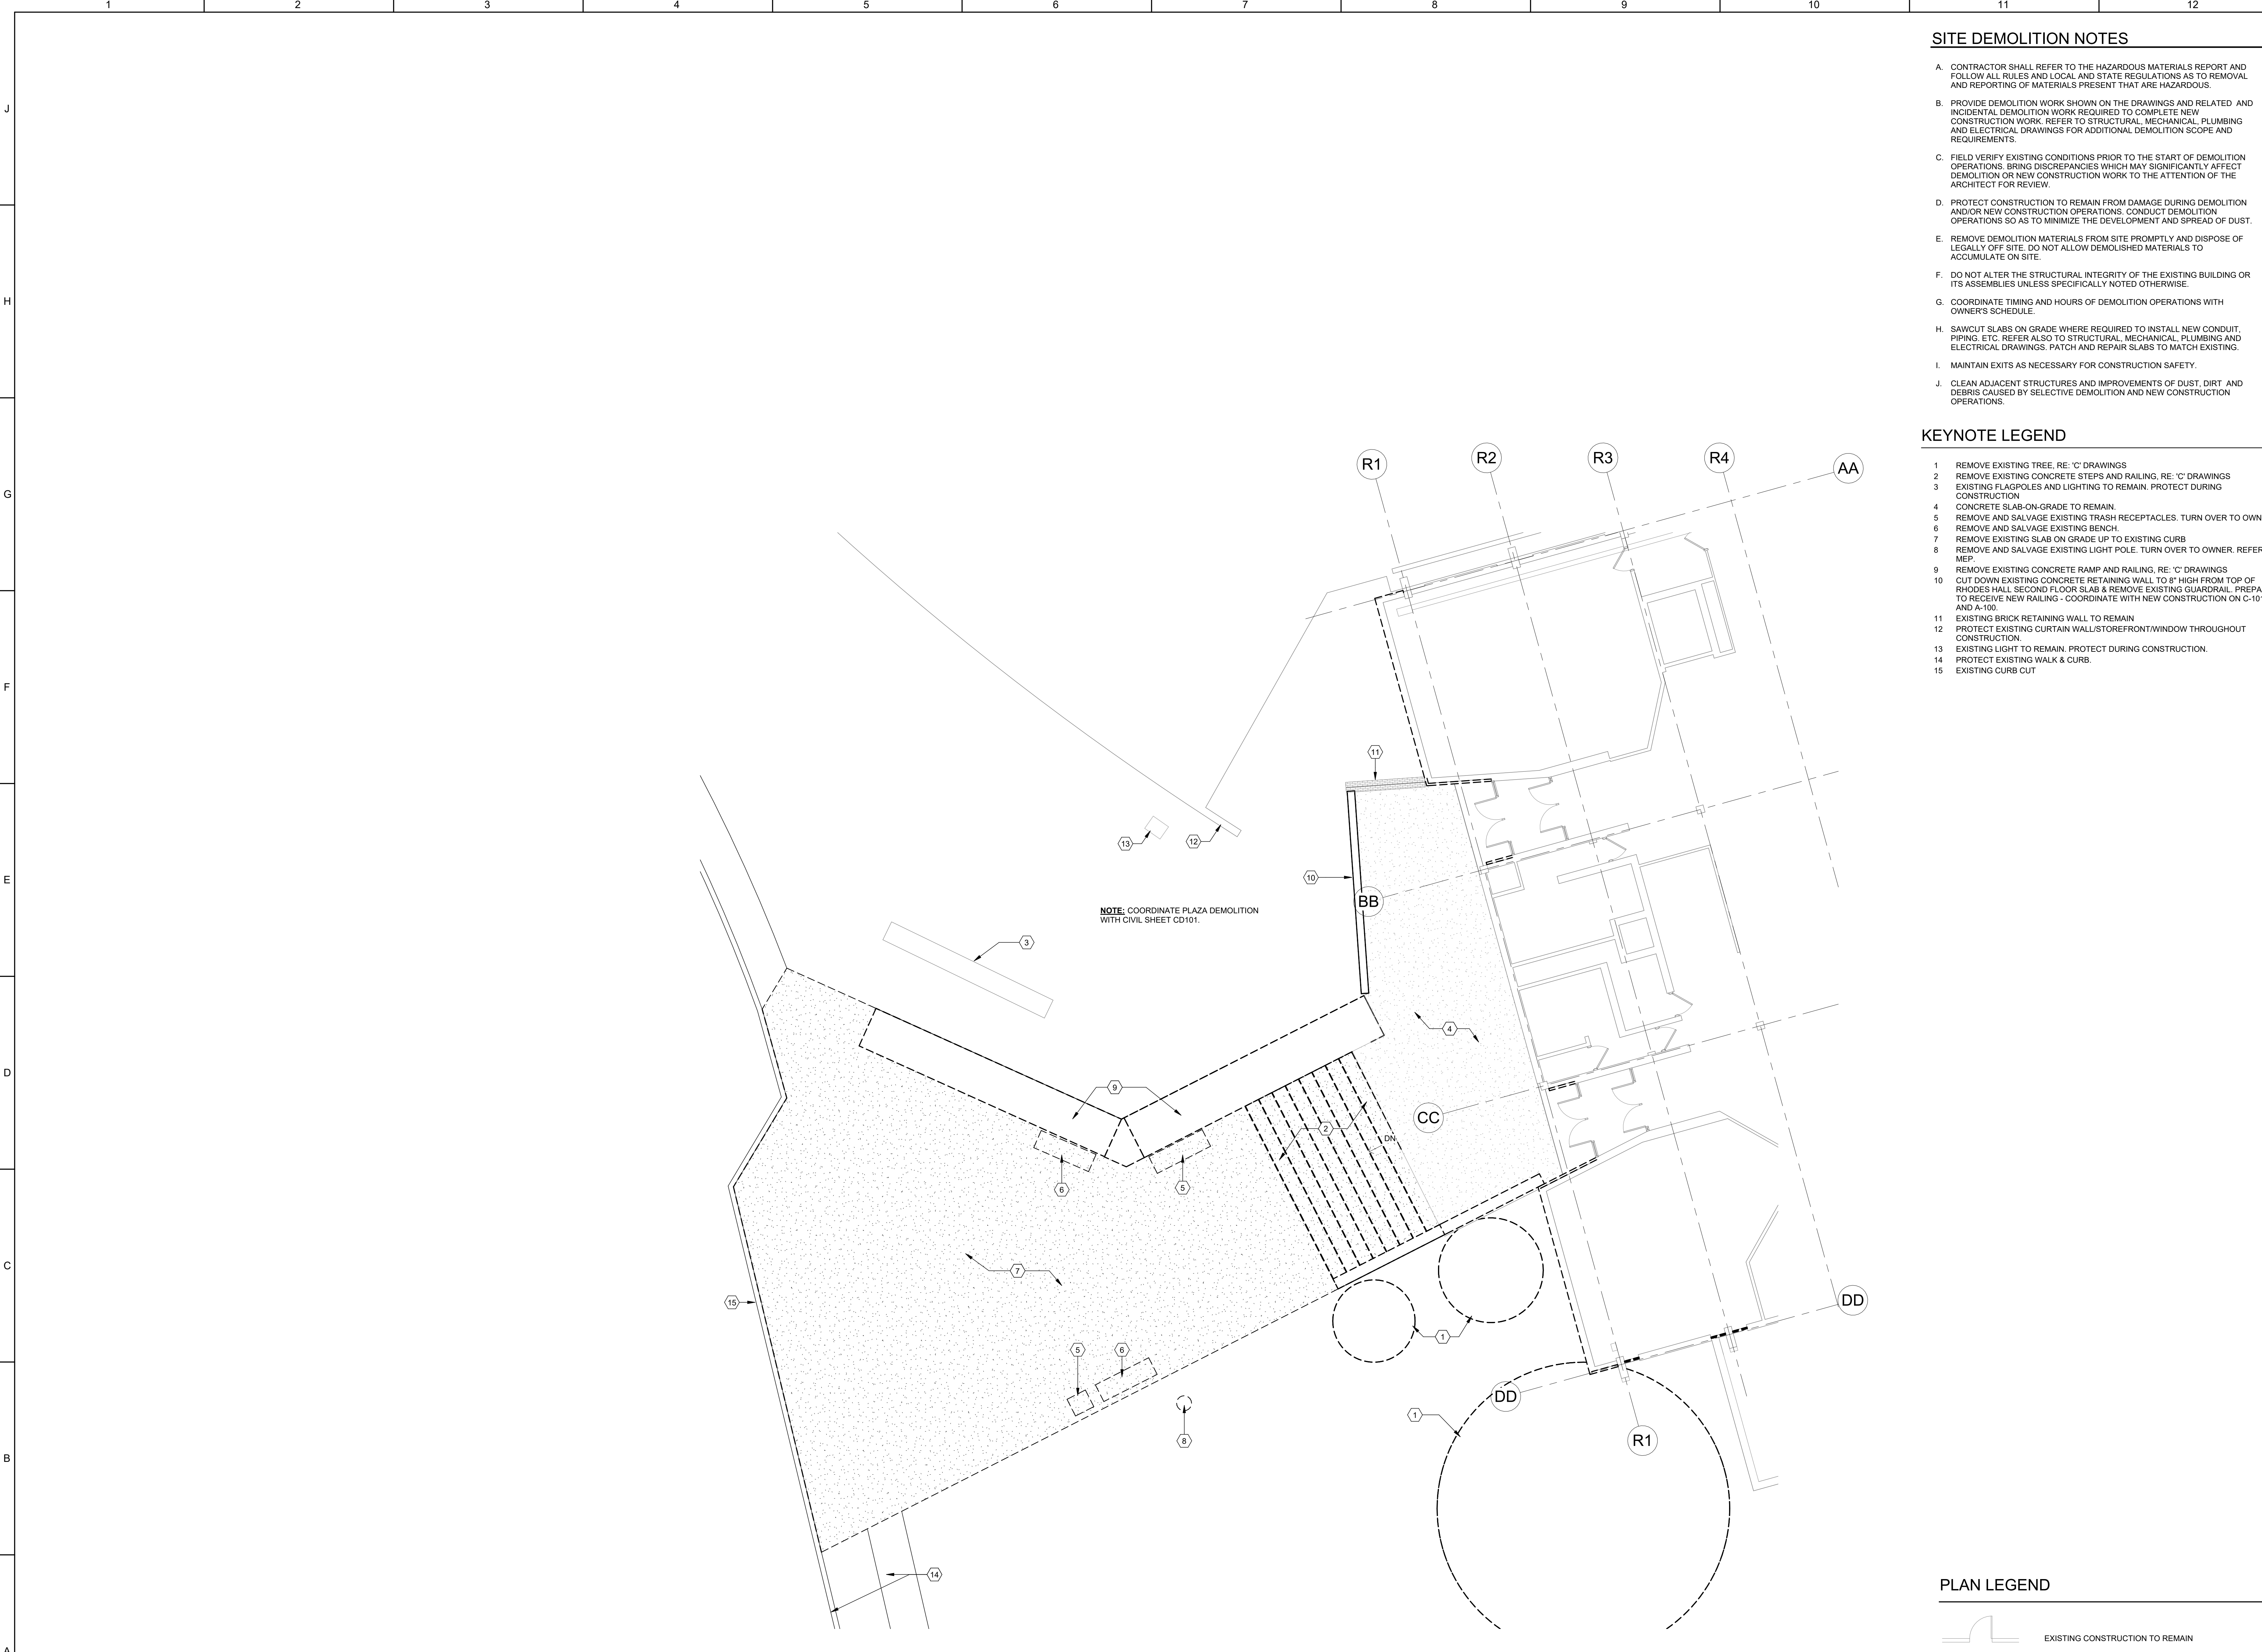 1 2 3 4 5 6 7 8 9 10 11 12
J
H
G
F
E
D
C
B
A
SITE DEMOLITION NOTES
A. CONTRACTOR SHALL REFER TO THE HAZARDOUS MATERIALS REPORT AND
FOLLOW ALL RULES AND LOCAL AND STATE REGULATIONS AS TO REMOVAL
AND REPORTING OF MATERIALS PRESENT THAT ARE HAZARDOUS.
B. PROVIDE DEMOLITION WORK SHOWN ON THE DRAWINGS AND RELATED AND
INCIDENTAL DEMOLITION WORK REQUIRED TO COMPLETE NEW
CONSTRUCTION WORK. REFER TO STRUCTURAL, MECHANICAL, PLUMBING
AND ELECTRICAL DRAWINGS FOR ADDITIONAL DEMOLITION SCOPE AND
REQUIREMENTS.
C. FIELD VERIFY EXISTING CONDITIONS PRIOR TO THE START OF DEMOLITION
OPERATIONS. BRING DISCREPANCIES WHICH MAY SIGNIFICANTLY AFFECT
DEMOLITION OR NEW CONSTRUCTION WORK TO THE ATTENTION OF THE
ARCHITECT FOR REVIEW.
D. PROTECT CONSTRUCTION TO REMAIN FROM DAMAGE DURING DEMOLITION
AND/OR NEW CONSTRUCTION OPERATIONS. CONDUCT DEMOLITION
OPERATIONS SO AS TO MINIMIZE THE DEVELOPMENT AND SPREAD OF DUST.
E. REMOVE DEMOLITION MATERIALS FROM SITE PROMPTLY AND DISPOSE OF
LEGALLY OFF SITE. DO NOT ALLOW DEMOLISHED MATERIALS TO
ACCUMULATE ON SITE.
F. DO NOT ALTER THE STRUCTURAL INTEGRITY OF THE EXISTING BUILDING OR
ITS ASSEMBLIES UNLESS SPECIFICALLY NOTED OTHERWISE.
G. COORDINATE TIMING AND HOURS OF DEMOLITION OPERATIONS WITH
OWNER'S SCHEDULE.
H. SAWCUT SLABS ON GRADE WHERE REQUIRED TO INSTALL NEW CONDUIT,
PIPING. ETC. REFER ALSO TO STRUCTURAL, MECHANICAL, PLUMBING AND
ELECTRICAL DRAWINGS. PATCH AND REPAIR SLABS TO MATCH EXISTING.
I. MAINTAIN EXITS AS NECESSARY FOR CONSTRUCTION SAFETY.
J. CLEAN ADJACENT STRUCTURES AND IMPROVEMENTS OF DUST, DIRT AND
DEBRIS CAUSED BY SELECTIVE DEMOLITION AND NEW CONSTRUCTION
OPERATIONS.
KEYNOTE LEGEND
1 REMOVE EXISTING TREE, RE: 'C' DRAWINGS
2 REMOVE EXISTING CONCRETE STEPS AND RAILING, RE: 'C' DRAWINGS
3 EXISTING FLAGPOLES AND LIGHTING TO REMAIN. PROTECT DURING
CONSTRUCTION
4 CONCRETE SLAB-ON-GRADE TO REMAIN.
5 REMOVE AND SALVAGE EXISTING TRASH RECEPTACLES. TURN OVER TO OWN
6 REMOVE AND SALVAGE EXISTING BENCH.
7 REMOVE EXISTING SLAB ON GRADE UP TO EXISTING CURB
8 REMOVE AND SALVAGE EXISTING LIGHT POLE. TURN OVER TO OWNER. REFER
MEP.
9 REMOVE EXISTING CONCRETE RAMP AND RAILING, RE: 'C' DRAWINGS
10 CUT DOWN EXISTING CONCRETE RETAINING WALL TO 8" HIGH FROM TOP OF
RHODES HALL SECOND FLOOR SLAB & REMOVE EXISTING GUARDRAIL. PREPA
TO RECEIVE NEW RAILING - COORDINATE WITH NEW CONSTRUCTION ON C-101
AND A-100.
11 EXISTING BRICK RETAINING WALL TO REMAIN
12 PROTECT EXISTING CURTAIN WALL/STOREFRONT/WINDOW THROUGHOUT
CONSTRUCTION.
13 EXISTING LIGHT TO REMAIN. PROTECT DURING CONSTRUCTION.
14 PROTECT EXISTING WALK & CURB.
15 EXISTING CURB CUT
R1 R2 R3 R4 AA
11
13 12
10
BB
NOTE: COORDINATE PLAZA DEMOLITION
WITH CIVIL SHEET CD101.
3
4
9
CC
2
DN
6 5
7
15
DD
1
5 6
DD
1
8
R1
14
PLAN LEGEND
EXISTING CONSTRUCTION TO REMAIN